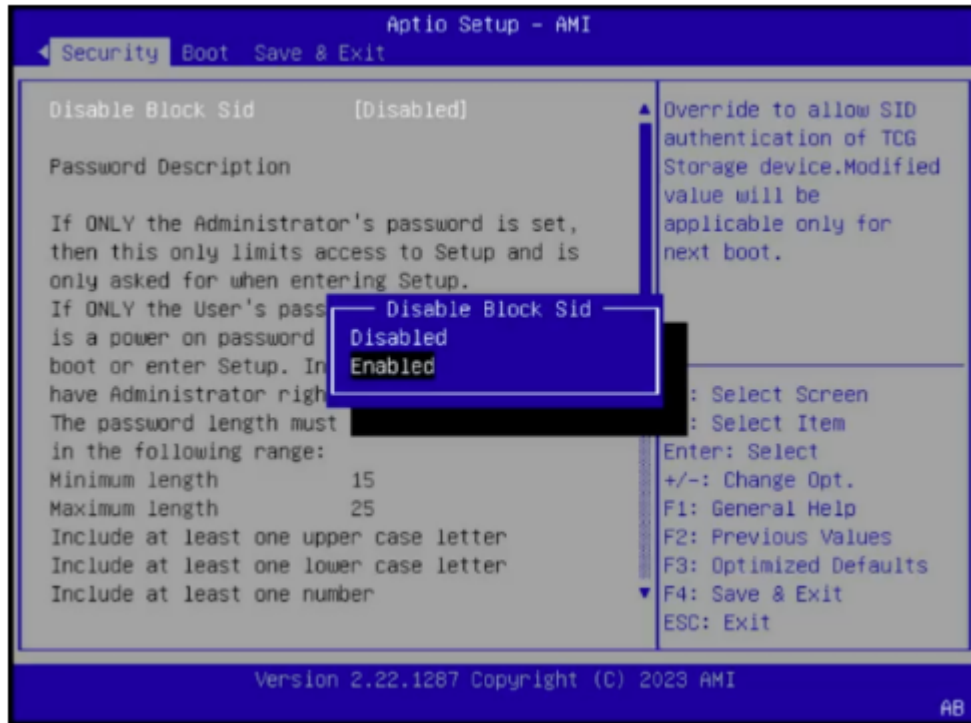 Aptio Setup - AMI
Security Boot Save & Exit
Disable Block Sid [Disabled]
Password Description
If ONLY the Administrator's password is set,
then this only limits access to Setup and is
only asked for when entering Setup.
If ONLY the User's pass
is a power on password
boot or enter Setup. In
have Administrator righ
The password length must
in the following range:
Minimum length 15
Maximum length 25
Include at least one upper case letter
Include at least one lower case letter
Include at least one number
Disable Block Sid
Disabled
Enabled
Override to allow SID
authentication of TCG
Storage device.Modified
value will be
applicable only for
next boot.
: Select Screen
: Select Item
Enter: Select
+/-: Change Opt.
F1: General Help
F2: Previous Values
F3: Optimized Defaults
F4: Save & Exit
ESC: Exit
Version 2.22.1287 Copyright (C) 2023 AMI
AB